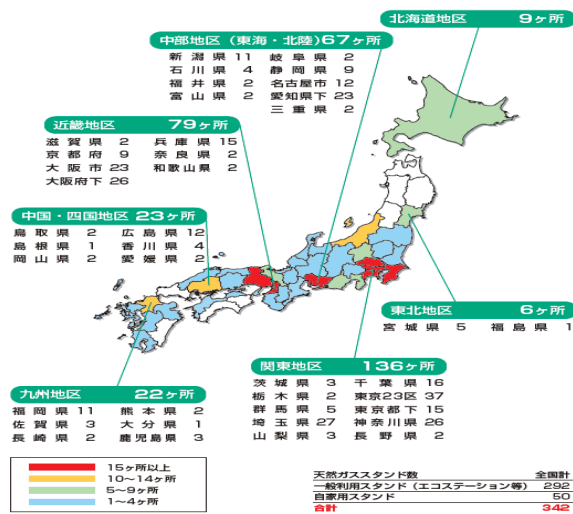 北海道地区 9ヶ所
中部地区（東海・北陸）67ヶ所
新潟県 11 岐阜県 2
石川県 4 静岡県 9
福井県 2 名古屋市 12
富山県 2 愛知県下 23
三重県 2
近畿地区 79ヶ所
滋賀県 2 兵庫県 15
京都府 9 奈良県 2
大阪市 23 和歌山県 2
大阪府下 26
中国・四国地区 23ヶ所
鳥取県 2 広島県 12
島根県 1 香川県 4
岡山県 2 愛媛県 2
東北地区 6ヶ所
宮城県 5 福島県 1
関東地区 136ヶ所
茨城県 3 千葉県 16
栃木県 2 東京23区 37
群馬県 5 東京都下 15
埼玉県 27 神奈川県 26
山梨県 3 長野県 2
九州地区 22ヶ所
福岡県 11 熊本県 2
佐賀県 3 大分県 1
長崎県 2 鹿児島県 3
15ヶ所以上
10〜14ヶ所
5〜9ヶ所
1〜4ヶ所
天然ガススタンド数 全国計
一般利用スタンド（エコステーション等） 292
自家用スタンド 50
合計 342